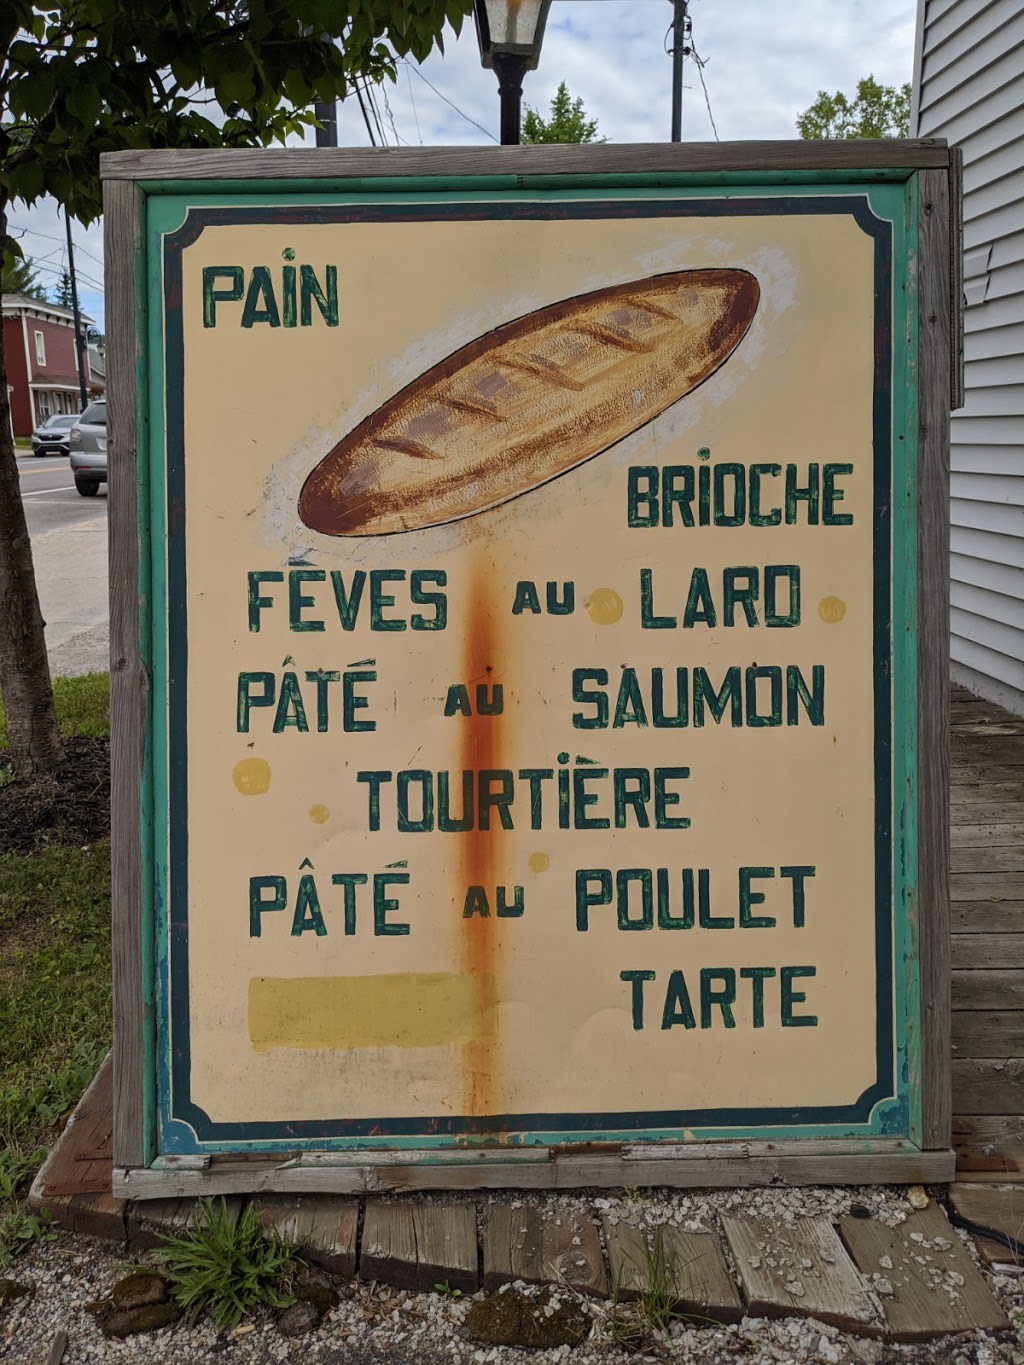 PAIN
BRIOCHE
FÈVES AU LARD
PÂTÉ AU SAUMON
TOURTIÈRE
PÂTÉ AU POULET
TARTE